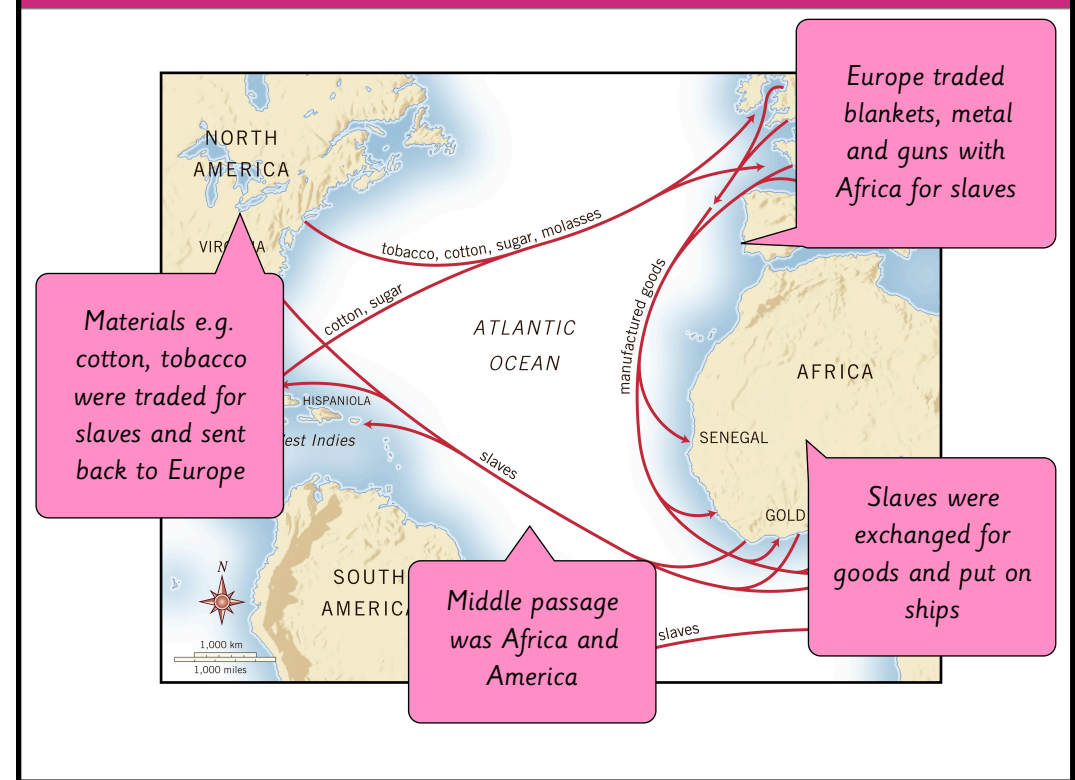 Europe traded
blankets, metal
and guns with
Africa for slaves
NORTH
AMERICA
VIRGINIA
tobacco, cotton, sugar, molasses
cotton, sugar
Materials e.g.
cotton, tobacco
were traded for
slaves and sent
back to Europe
ATLANTIC
OCEAN
manufactured goods
AFRICA
HISPANIOLA
est Indies
SENEGAL
slaves
GOLD
Slaves were
exchanged for
goods and put on
ships
N
SOUTH
AMERICA
1,000 km
1,000 miles
Middle passage
was Africa and
America
slaves